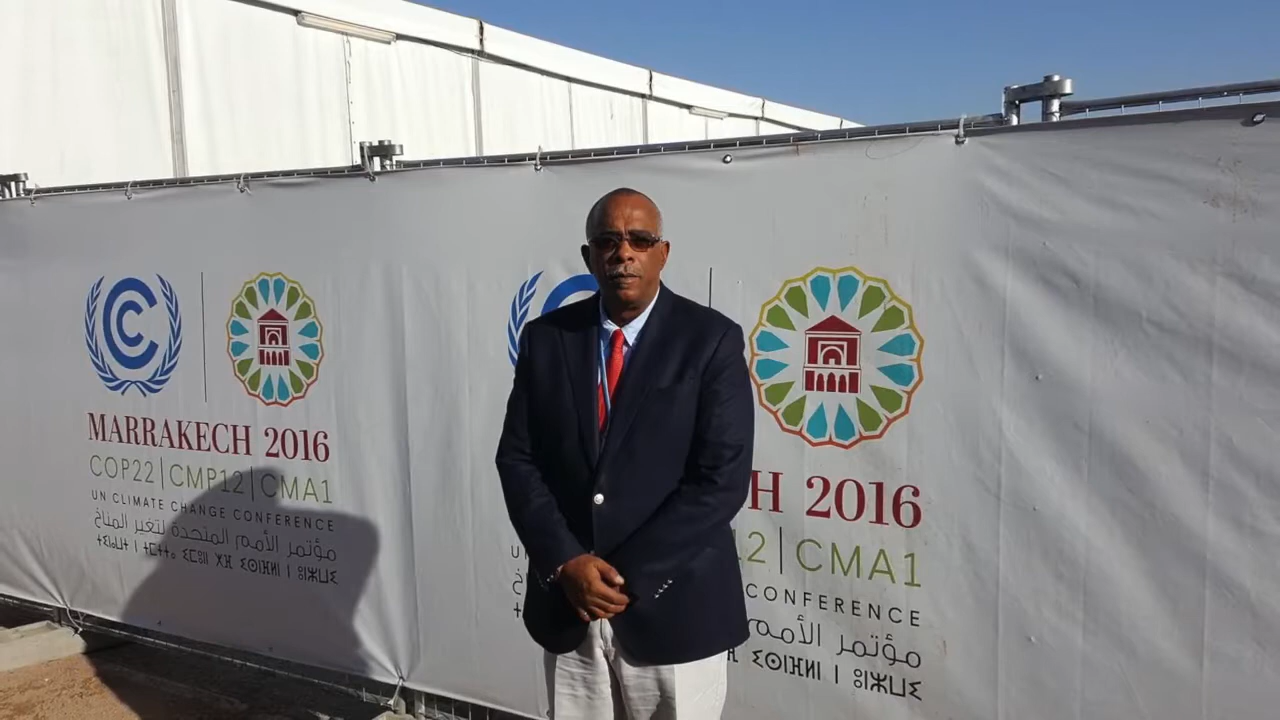 MARRAKECH 2016
COP22|CMP12|CMA1
UN CLIMATE CHANGE CONFERENCE
مؤتمر الأمم المتحدة لتغير المناخ
H 2016
12|CMA1
CONFERENCE
مؤتمر الأمم